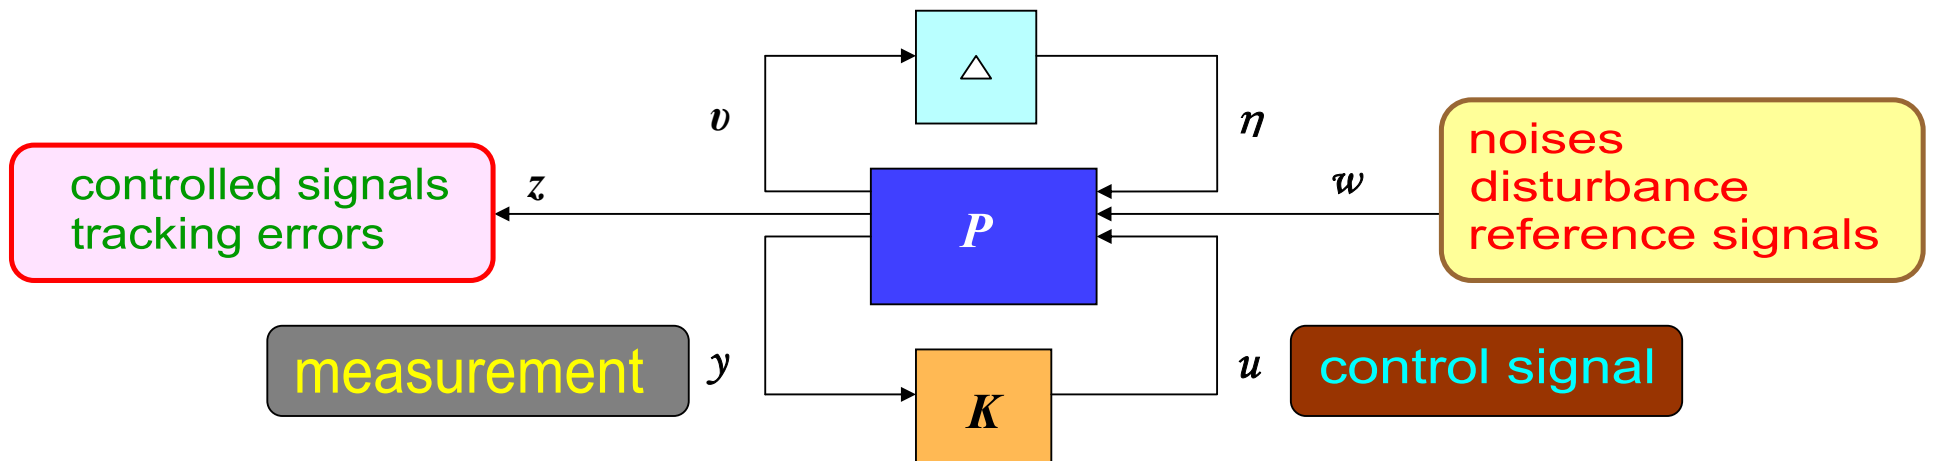 △
υ
η
noises
disturbance
reference signals
controlled signals
tracking errors
z
w
P
measurement
y
u
control signal
K